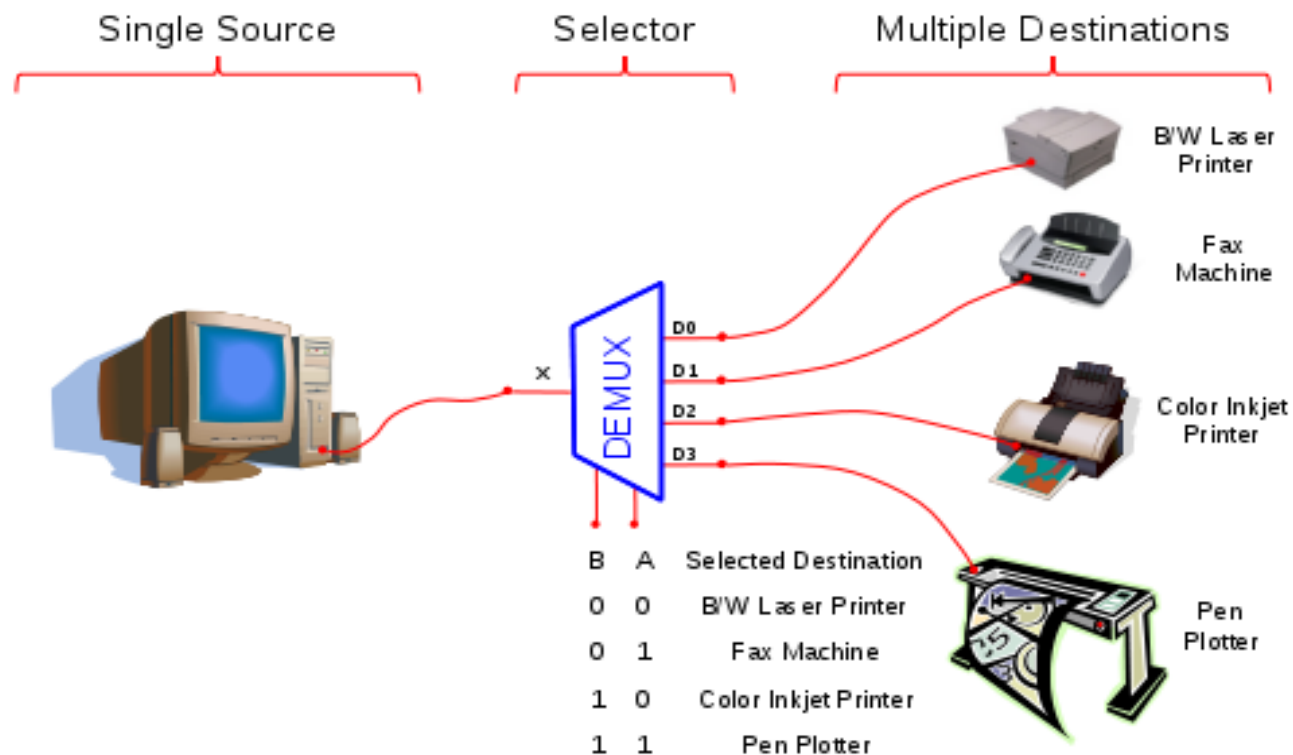 Single Source
Selector
Multiple Destinations
B/W Laser
Printer
Fax
Machine
Color Inkjet
Printer
Pen
Plotter
X
DEMUX
D0
D1
D2
D3
B A Selected Destination
0 0 B/W Laser Printer
0 1 Fax Machine
1 0 Color Inkjet Printer
1 1 Pen Plotter